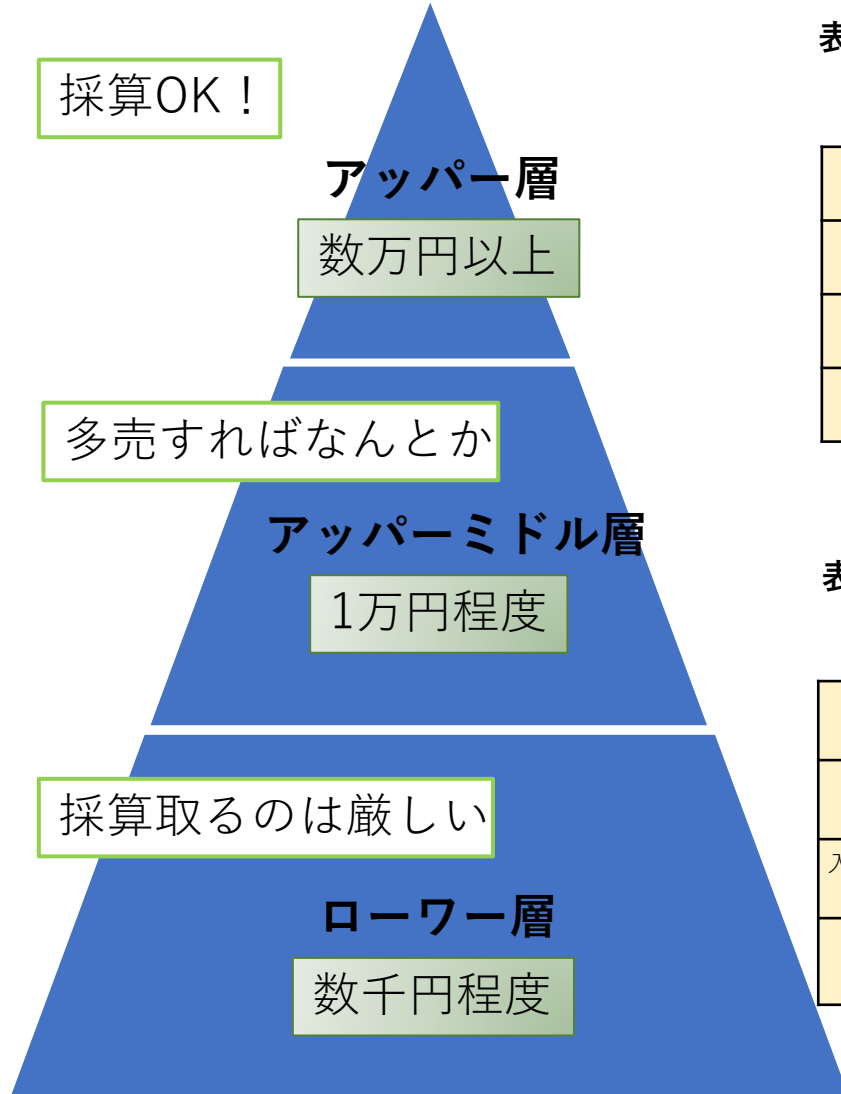 採算OK！
アッパー層
数万円以上
多売すればなんとか
アッパーミドル層
1万円程度
採算取るのは厳しい
ローワー層
数千円程度
表
表